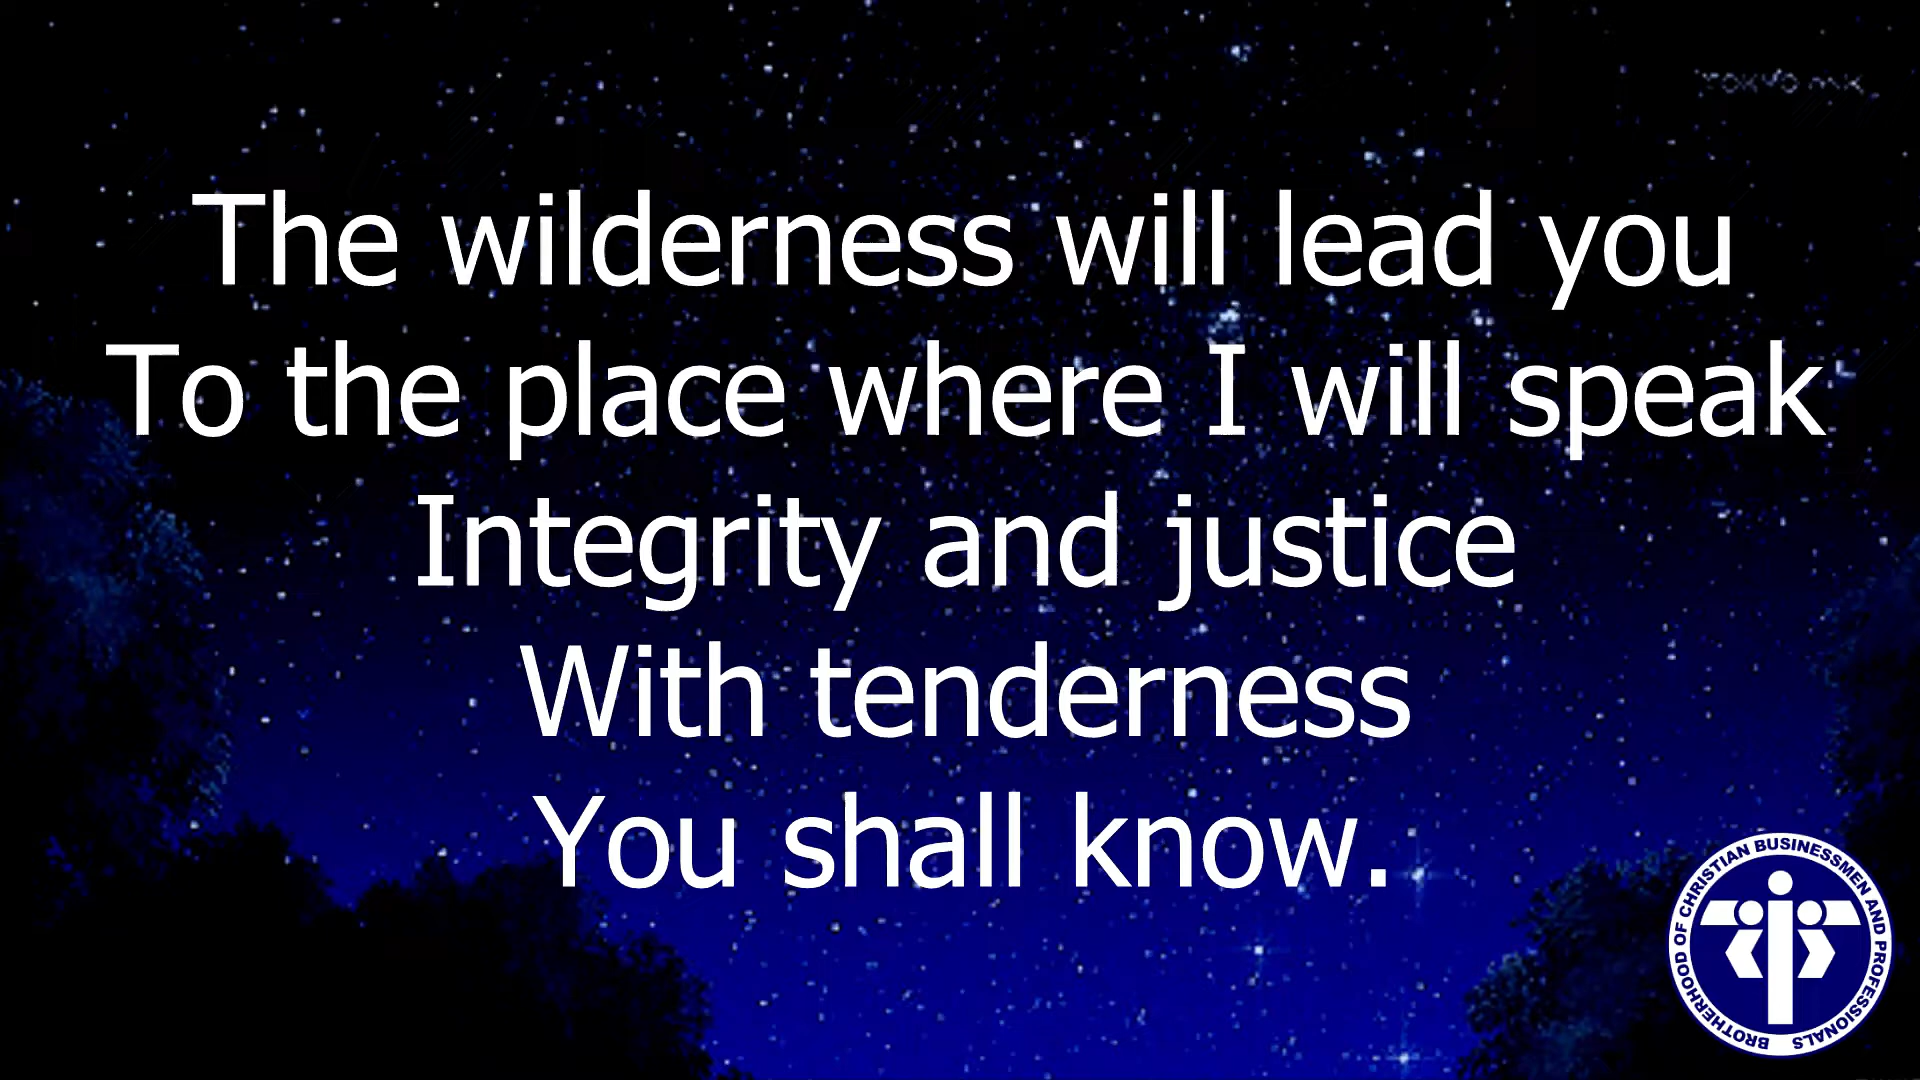 The wilderness will lead you
To the place where I will speak
Integrity and justice
With tenderness
You shall know.
BROTHERHOOD OF CHRISTIAN BUSINESSMEN AND PROFESSIONALS